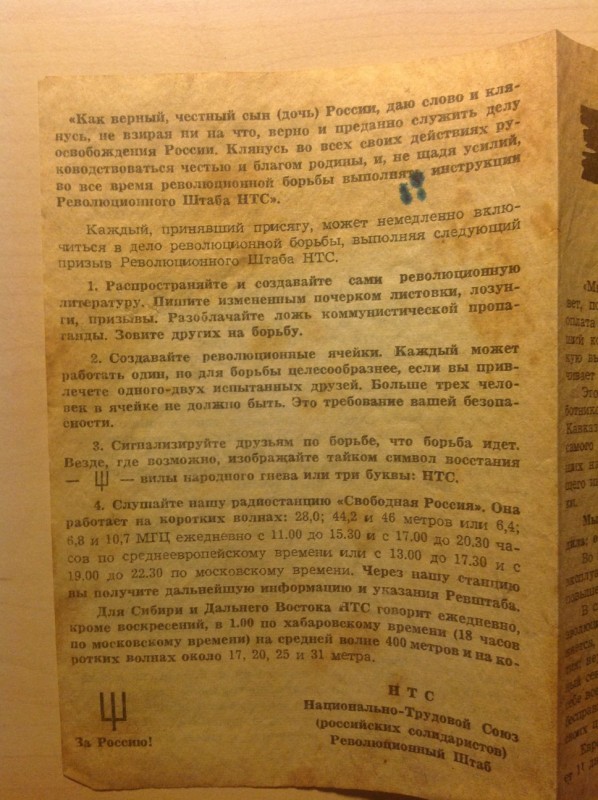 «Как верный, честный сын (дочь) России, даю слово и кля-
нусь, не взирая ни на что, верно и преданно служить делу
освобождения России. Клянусь во всех своих действиях ру-
ководствоваться честью и благом родины, и, не щадя усилий,
во все время революционной борьбы выполнять инструкции
Революционного Штаба НТС».
Каждый, принявший присягу, может немедленно вклю-
читься в дело революционной борьбы, выполняя следующий
призыв Революционного Штаба НТС.
1. Распространяйте и создавайте сами революционную
литературу. Пишите измененным почерком листовки, лозун-
ги, призывы. Разоблачайте ложь коммунистической пропа-
ганды. Зовите других на борьбу.
2. Создавайте революционные ячейки. Каждый может
работать один, но для борьбы целесообразнее, если вы прив-
лечете одного-двух испытанных друзей. Больше трех чело-
век в ячейке не должно быть. Это требование вашей безопа-
сности.
3. Сигнализируйте друзьям по борьбе, что борьба идет.
Везде, где возможно, изображайте тайком символ восстания
— — вилы народного гнева или три буквы: НТС.
4. Слушайте нашу радиостанцию «Свободная Россия». Она
работает на коротких волнах: 28,0; 44,2 и 46 метров или 6,4;
6,8 и 10,7 МГЦ ежедневно с 11.00 до 15.30 и с 17.00 до 20.30 ча-
сов по среднеевропейскому времени или с 13.00 до 17.30 и с
19.00 до 22.30 по московскому времени. Через нашу станцию
вы получите дальнейшую информацию и указания Ревштаба.
Для Сибири и Дальнего Востока НТС говорит ежедневно,
кроме воскресений, в 1.00 по хабаровскому времени (18 часов
по московскому времени) на средней волне 400 метров и на ко-
ротких волнах около 17, 20, 25 и 31 метра.
За Россию!
НТС
Национально-Трудовой Союз
(российских солидаристов)
Революционный Штаб